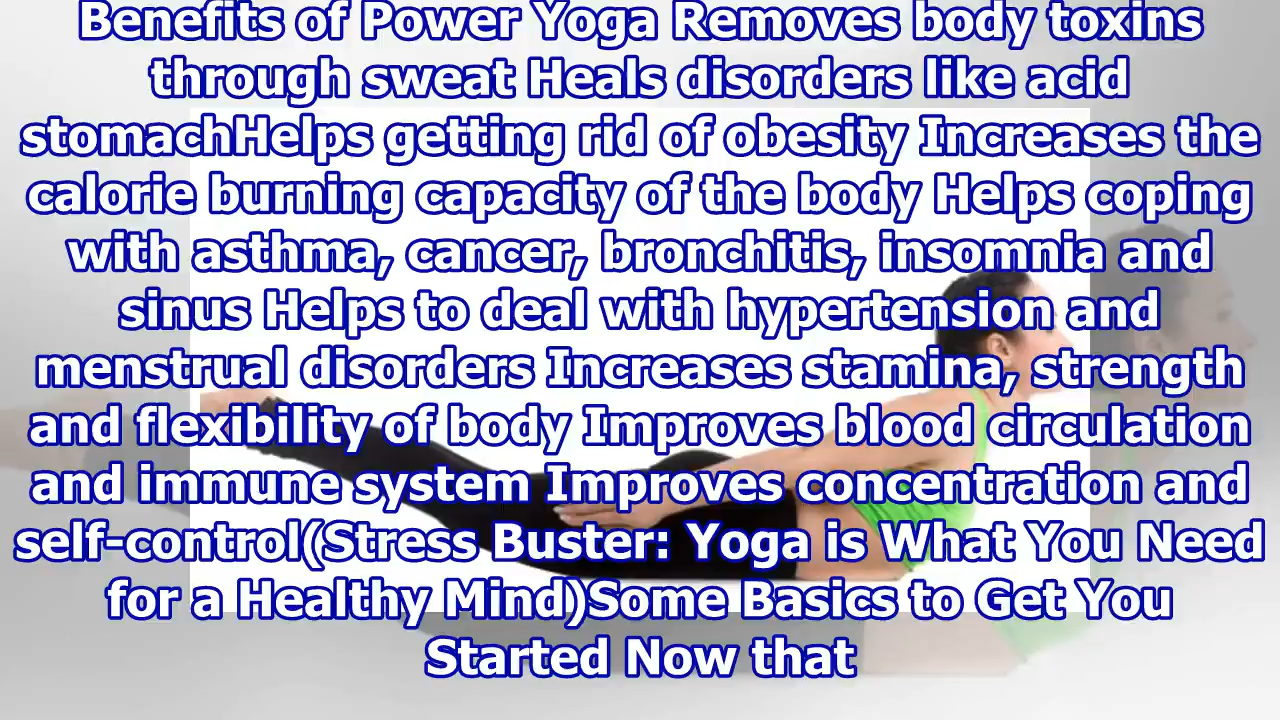 Benefits of Power Yoga Removes body toxins
through sweat Heals disorders like acid
stomachHelps getting rid of obesity Increases the
calorie burning capacity of the body Helps coping
with asthma, cancer, bronchitis, insomnia and
sinus Helps to deal with hypertension and
menstrual disorders Increases stamina, strength
and flexibility of body Improves blood circulation
and immune system Improves concentration and
self-control(Stress Buster: Yoga is What You Need
for a Healthy Mind)Some Basics to Get You
Started Now that